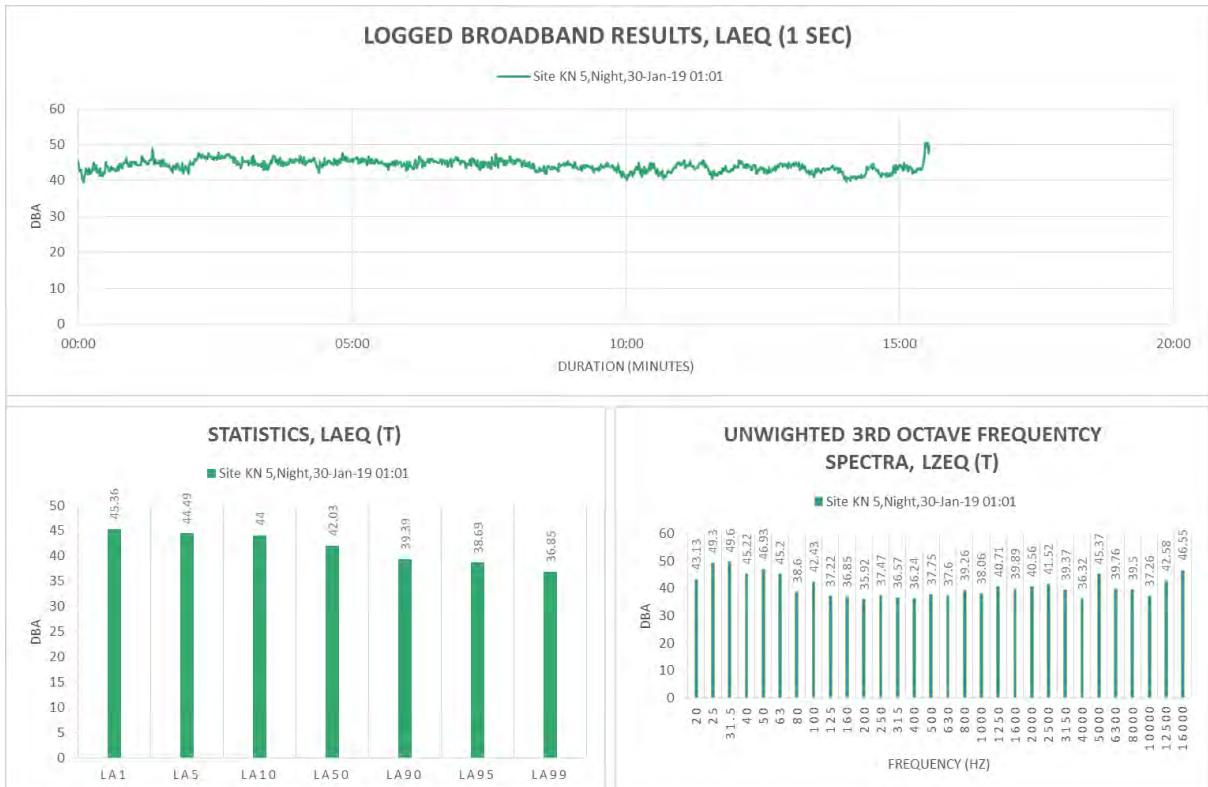 LOGGED BROADBAND RESULTS, LAEQ (1 SEC)
Site KN 5,Night,30-Jan-19 01:01
60
50
40
30
20
10
0
DBA
00:00 05:00 10:00 15:00 20:00
DURATION (MINUTES)
STATISTICS, LAEQ (T)
Site KN 5,Night,30-Jan-19 01:01
50
45
40
35
30
25
20
15
10
5
0
DBA
45.36 44.49 44 42.03 39.39 38.69 36.85
LA1 LA5 LA10 LA50 LA90 LA95 LA99
UNWIGHTED 3RD OCTAVE FREQUENTCY
SPECTRA, LZEQ (T)
Site KN 5,Night,30-Jan-19 01:01
60
50
40
30
20
10
0
DBA
43.13 49.3 49.6 45.22 46.93 45.2 38.6 42.43 37.22 36.85 35.92 37.47 36.57 36.24 37.75 37.6 39.26 38.06 40.71 39.89 40.56 41.52 39.37 36.32 45.37 39.76 39.5 37.26 42.58 46.55
20 25 31.5 40 50 63 80 100 125 160 200 250 315 400 500 630 800 1000 1250 1600 2000 2500 3150 4000 5000 6300 8000 10000 12500 16000
FREQUENCY (HZ)